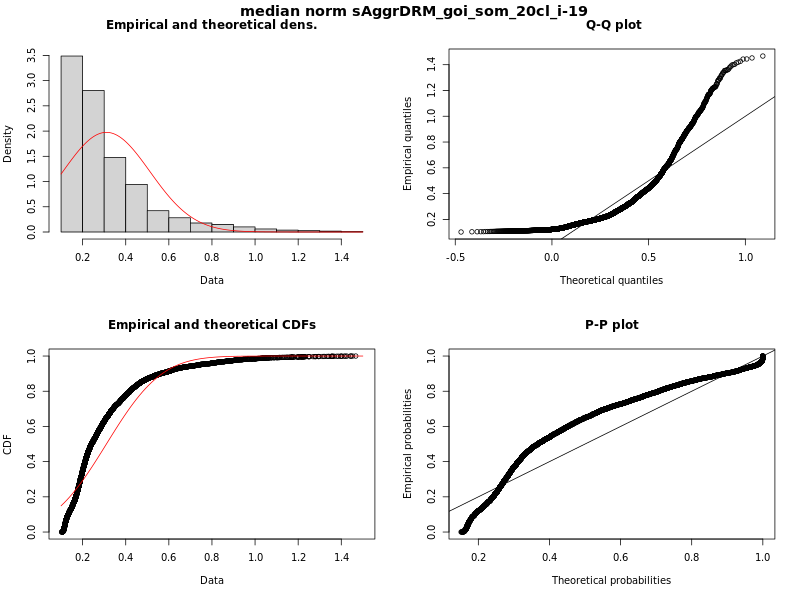 median norm sAggrDRM_goi_som_20cl_i-19
Empirical and theoretical dens.
Density
0.0 0.5 1.0 1.5 2.0 2.5 3.0 3.5
0.2 0.4 0.6 0.8 1.0 1.2 1.4
Data
Q-Q plot
Empirical quantiles
0.2 0.4 0.6 0.8 1.0 1.2 1.4
-0.5 0.0 0.5 1.0
Theoretical quantiles
Empirical and theoretical CDFs
CDF
0.0 0.2 0.4 0.6 0.8 1.0
0.2 0.4 0.6 0.8 1.0 1.2 1.4
Data
P-P plot
Empirical probabilities
0.0 0.2 0.4 0.6 0.8 1.0
0.2 0.4 0.6 0.8 1.0
Theoretical probabilities